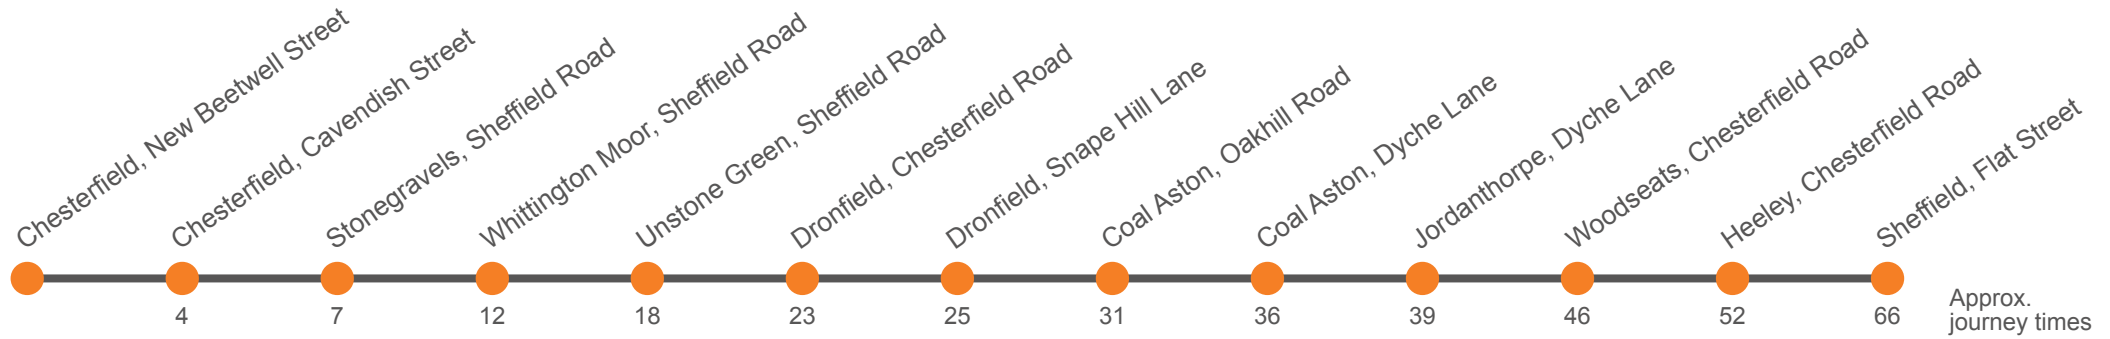 Chesterfield, New Beetwell Street
Chesterfield, Cavendish Street
Stonegravels, Sheffield Road
Whittington Moor, Sheffield Road
Unstone Green, Sheffield Road
Dronfield, Chesterfield Road
Dronfield, Snape Hill Lane
Coal Aston, Oakhill Road
Coal Aston, Dyche Lane
Jordanthorpe, Dyche Lane
Woodseats, Chesterfield Road
Heeley, Chesterfield Road
Sheffield, Flat Street
4 7 12 18 23 25 31 36 39 46 52 66
Approx.
journey times